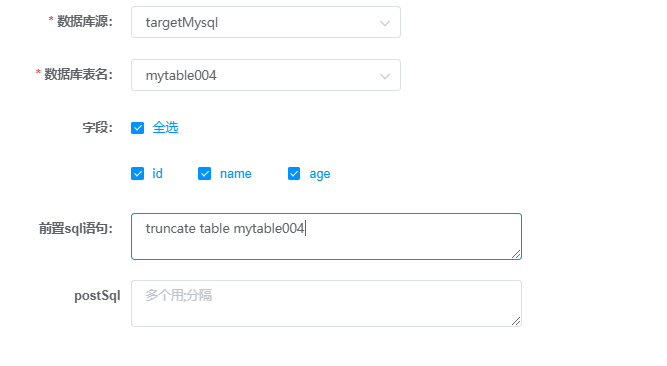 * 数据库源： targetMysql
* 数据库表名： mytable004
字段： 全选
id name age
前置sql语句： truncate table mytable004
postSql 多个用;分隔